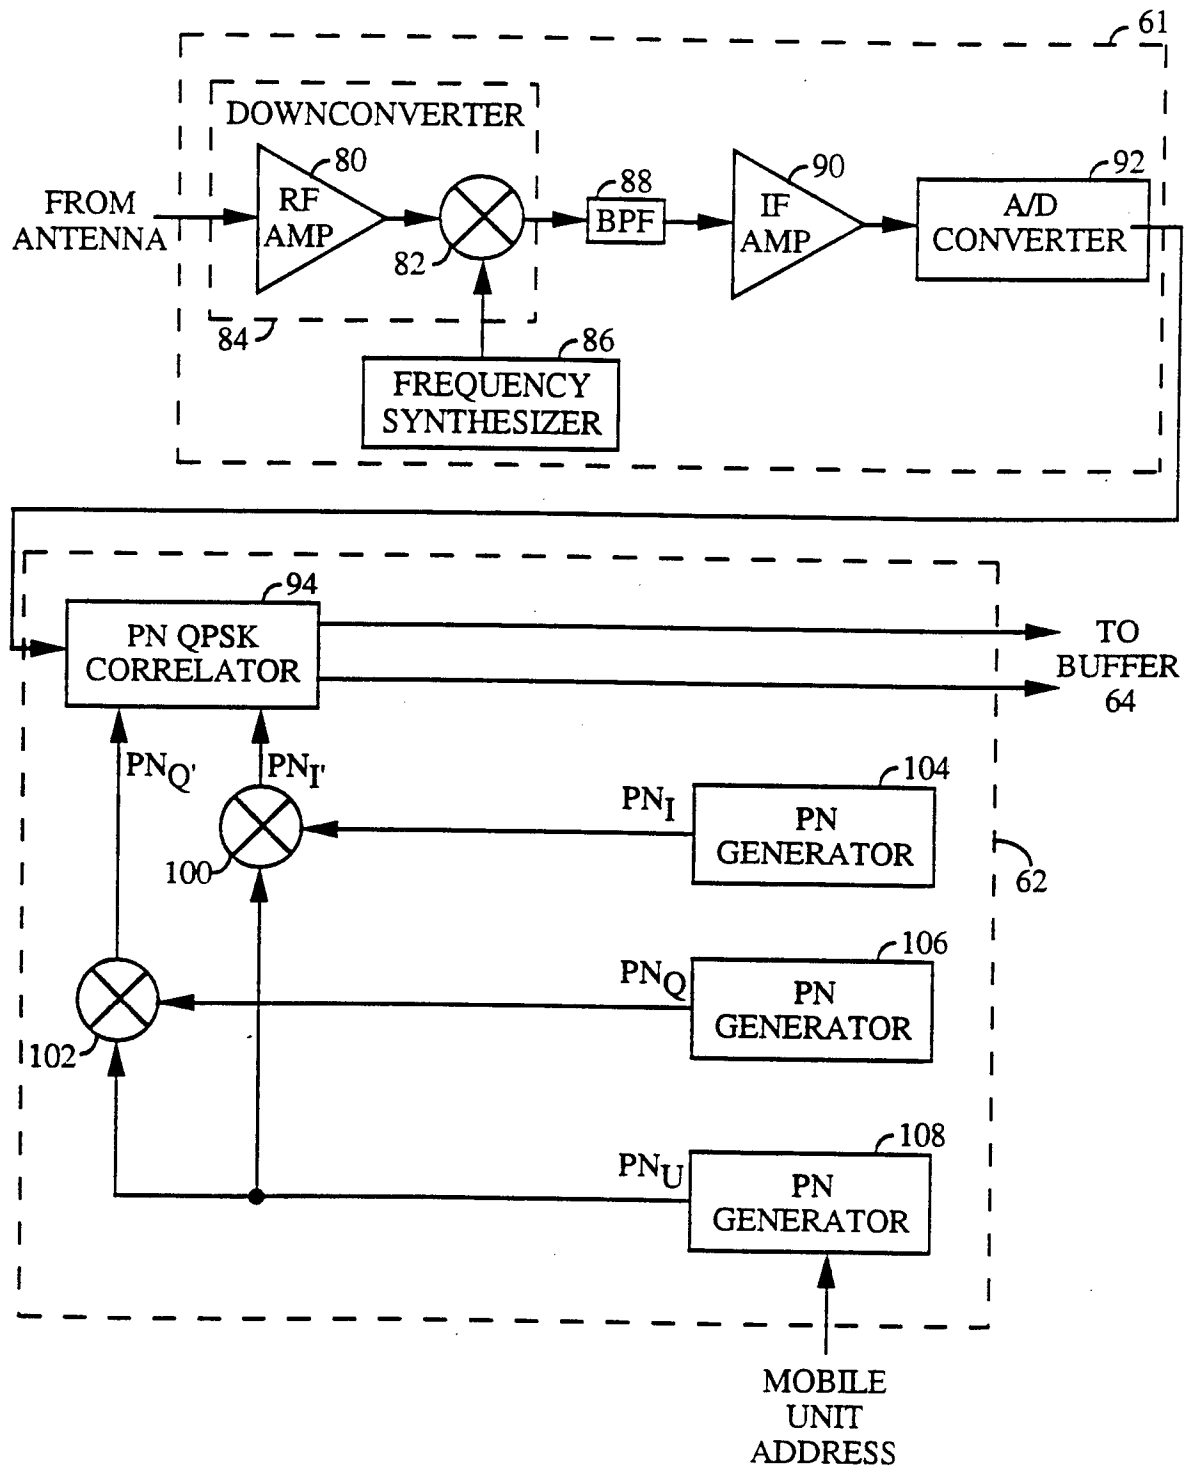 61
DOWNCONVERTER
80
90
88
92
FROM
ANTENNA
RF
AMP
82
BPF
IF
AMP
A/D
CONVERTER
84
86
FREQUENCY
SYNTHESIZER
94
PN QPSK
CORRELATOR
TO
BUFFER
64
PNQ'
PNI'
104
PNI
PN
GENERATOR
100
62
106
PNQ
PN
GENERATOR
102
108
PNU
PN
GENERATOR
MOBILE
UNIT
ADDRESS